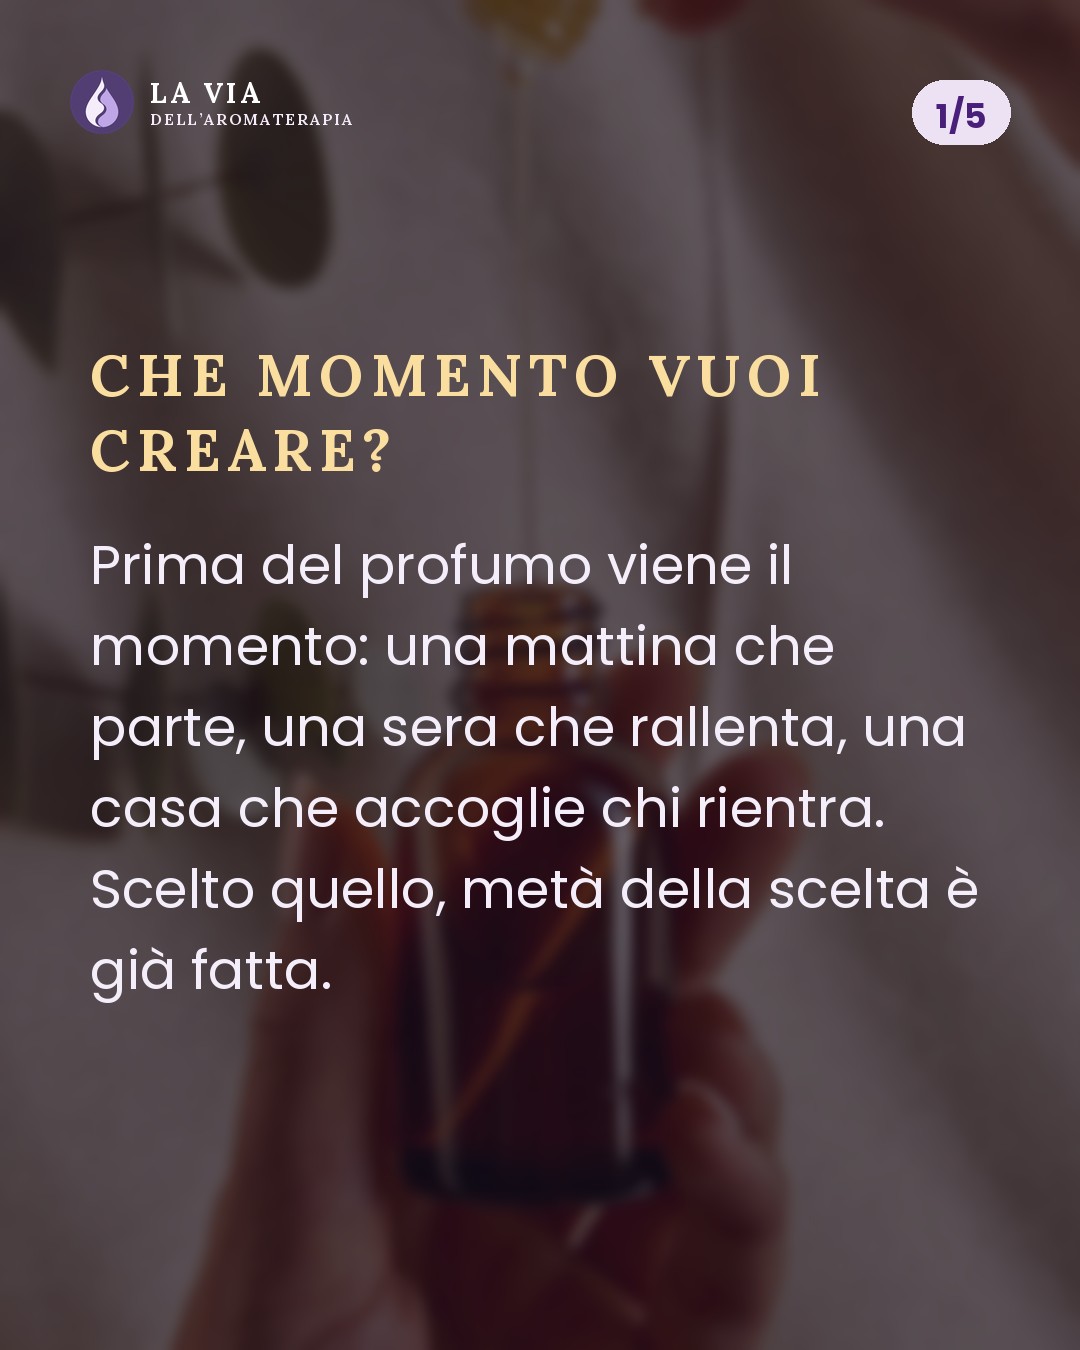 LA VIA
DELL'AROMATERAPIA
1/5
CHE MOMENTO VUOI
CREARE?
Prima del profumo viene il
momento: una mattina che
parte, una sera che rallenta, una
casa che accoglie chi rientra.
Scelto quello, metà della scelta è
già fatta.